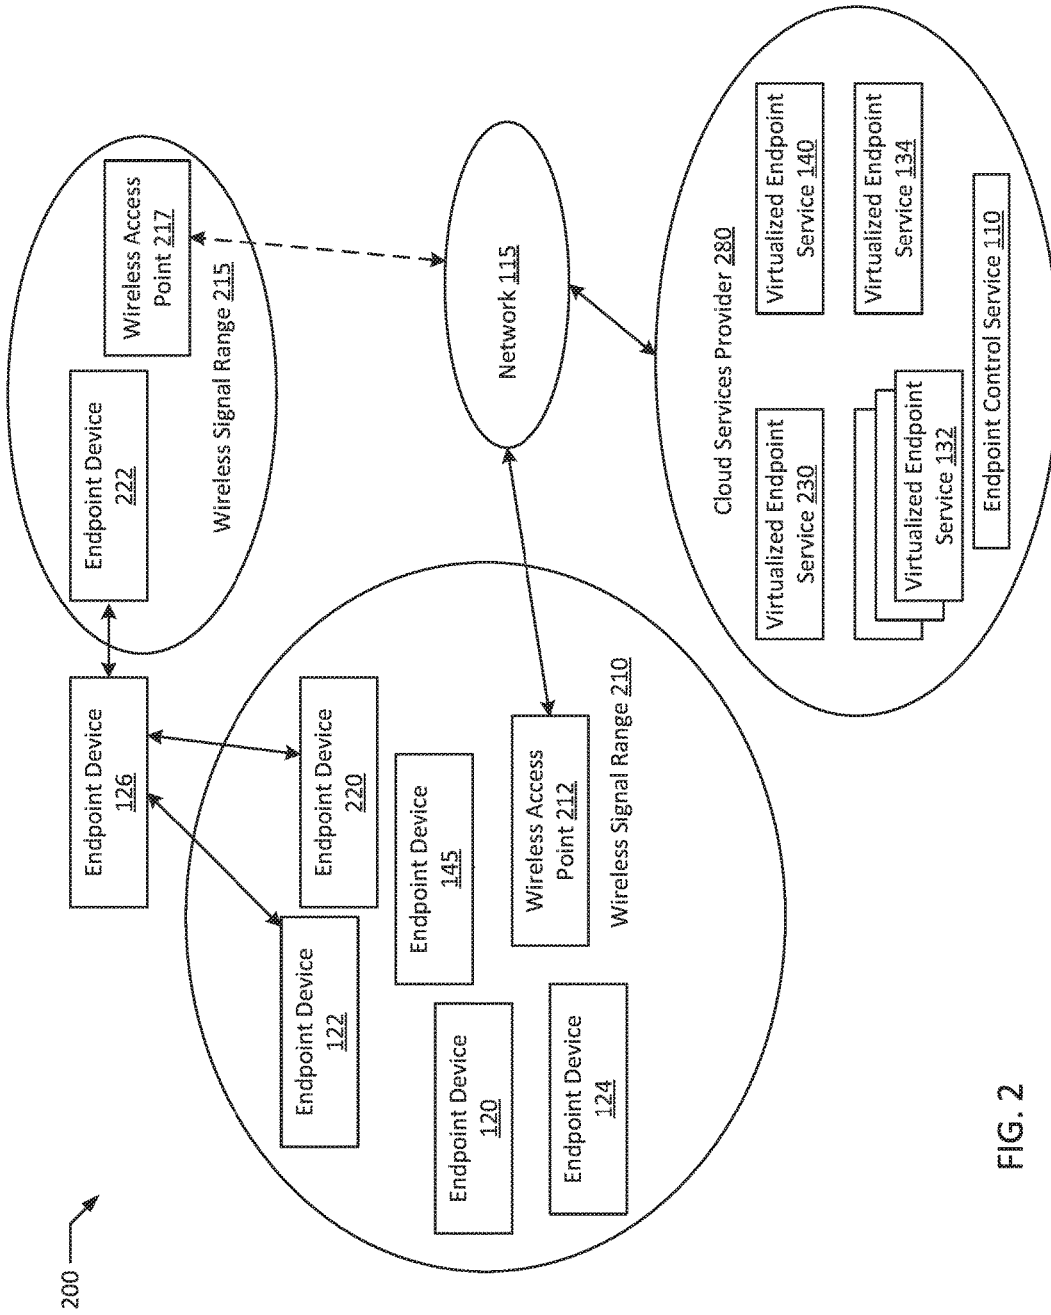 200
Endpoint Device
126
Endpoint Device
222
Wireless Access
Point 217
Wireless Signal Range 215
Endpoint Device
122
Endpoint Device
220
Endpoint Device
145
Endpoint Device
120
Endpoint Device
124
Wireless Access
Point 212
Wireless Signal Range 210
Network 115
Cloud Services Provider 280
Virtualized Endpoint
Service 230
Virtualized Endpoint
Service 140
Virtualized Endpoint
Service 132
Virtualized Endpoint
Service 134
Endpoint Control Service 110
FIG. 2